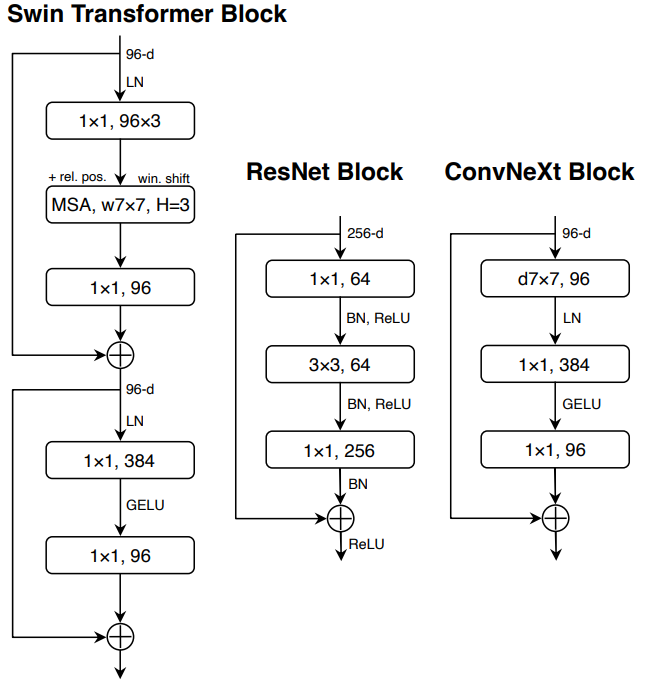 Swin Transformer Block
96-d
LN
1×1, 96×3
+ rel. pos.
win. shift
MSA, w7×7, H=3
1×1, 96
96-d
LN
1×1, 384
GELU
1×1, 96
ResNet Block
256-d
1×1, 64
BN, ReLU
3×3, 64
BN, ReLU
1×1, 256
BN
ReLU
ConvNeXt Block
96-d
d7×7, 96
LN
1×1, 384
GELU
1×1, 96